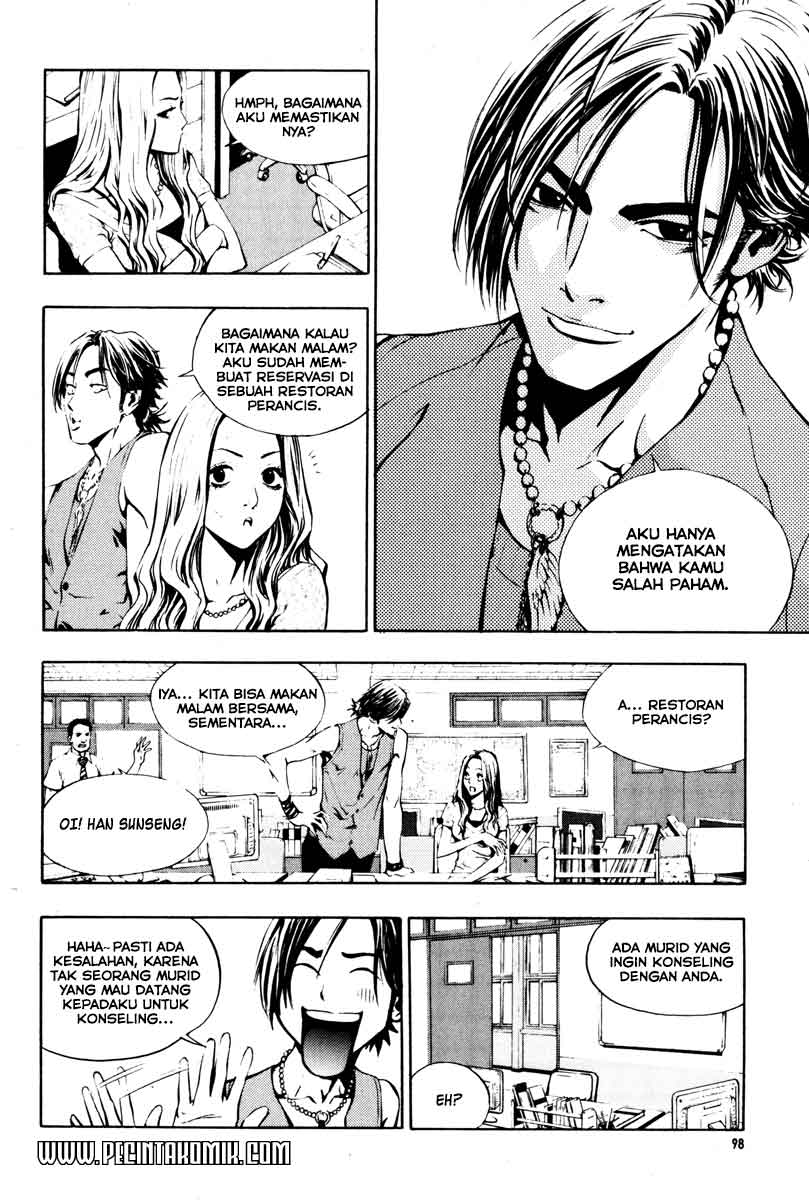 AKU HANYA
MENGATAKAN
BAHWA KAMU
SALAH PAHAM.
HMPH, BAGAIMANA
AKU MEMASTIKAN
NYA?
BAGAIMANA KALAU
KITA MAKAN MALAM?
AKU SUDAH MEM-
BUAT RESERVASI DI
SEBUAH RESTORAN
PERANCIS.
A... RESTORAN
PERANCIS?
IYA... KITA BISA MAKAN
MALAM BERSAMA,
SEMENTARA...
OI! HAN SUNSENG!
ADA MURID YANG
INGIN KONSELING
DENGAN ANDA.
EH?
HAHA~ PASTI ADA
KESALAHAN, KARENA
TAK SEORANG MURID
YANG MAU DATANG
KEPADAKU UNTUK
KONSELING...
98
WWW.PECINTAKOMIK.COM